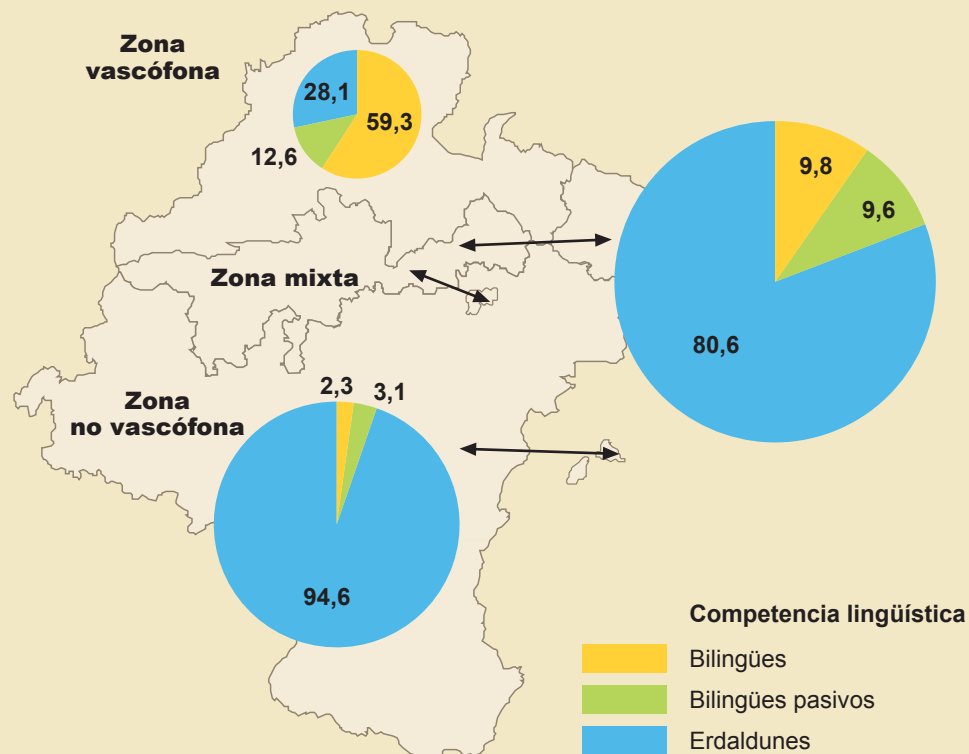 Zona
vascófona
28,1
59,3
12,6
9,8
9,6
80,6
Zona mixta
2,3
3,1
Zona
no vascófona
94,6
Competencia lingüística
Bilingües
Bilingües pasivos
Erdaldunes